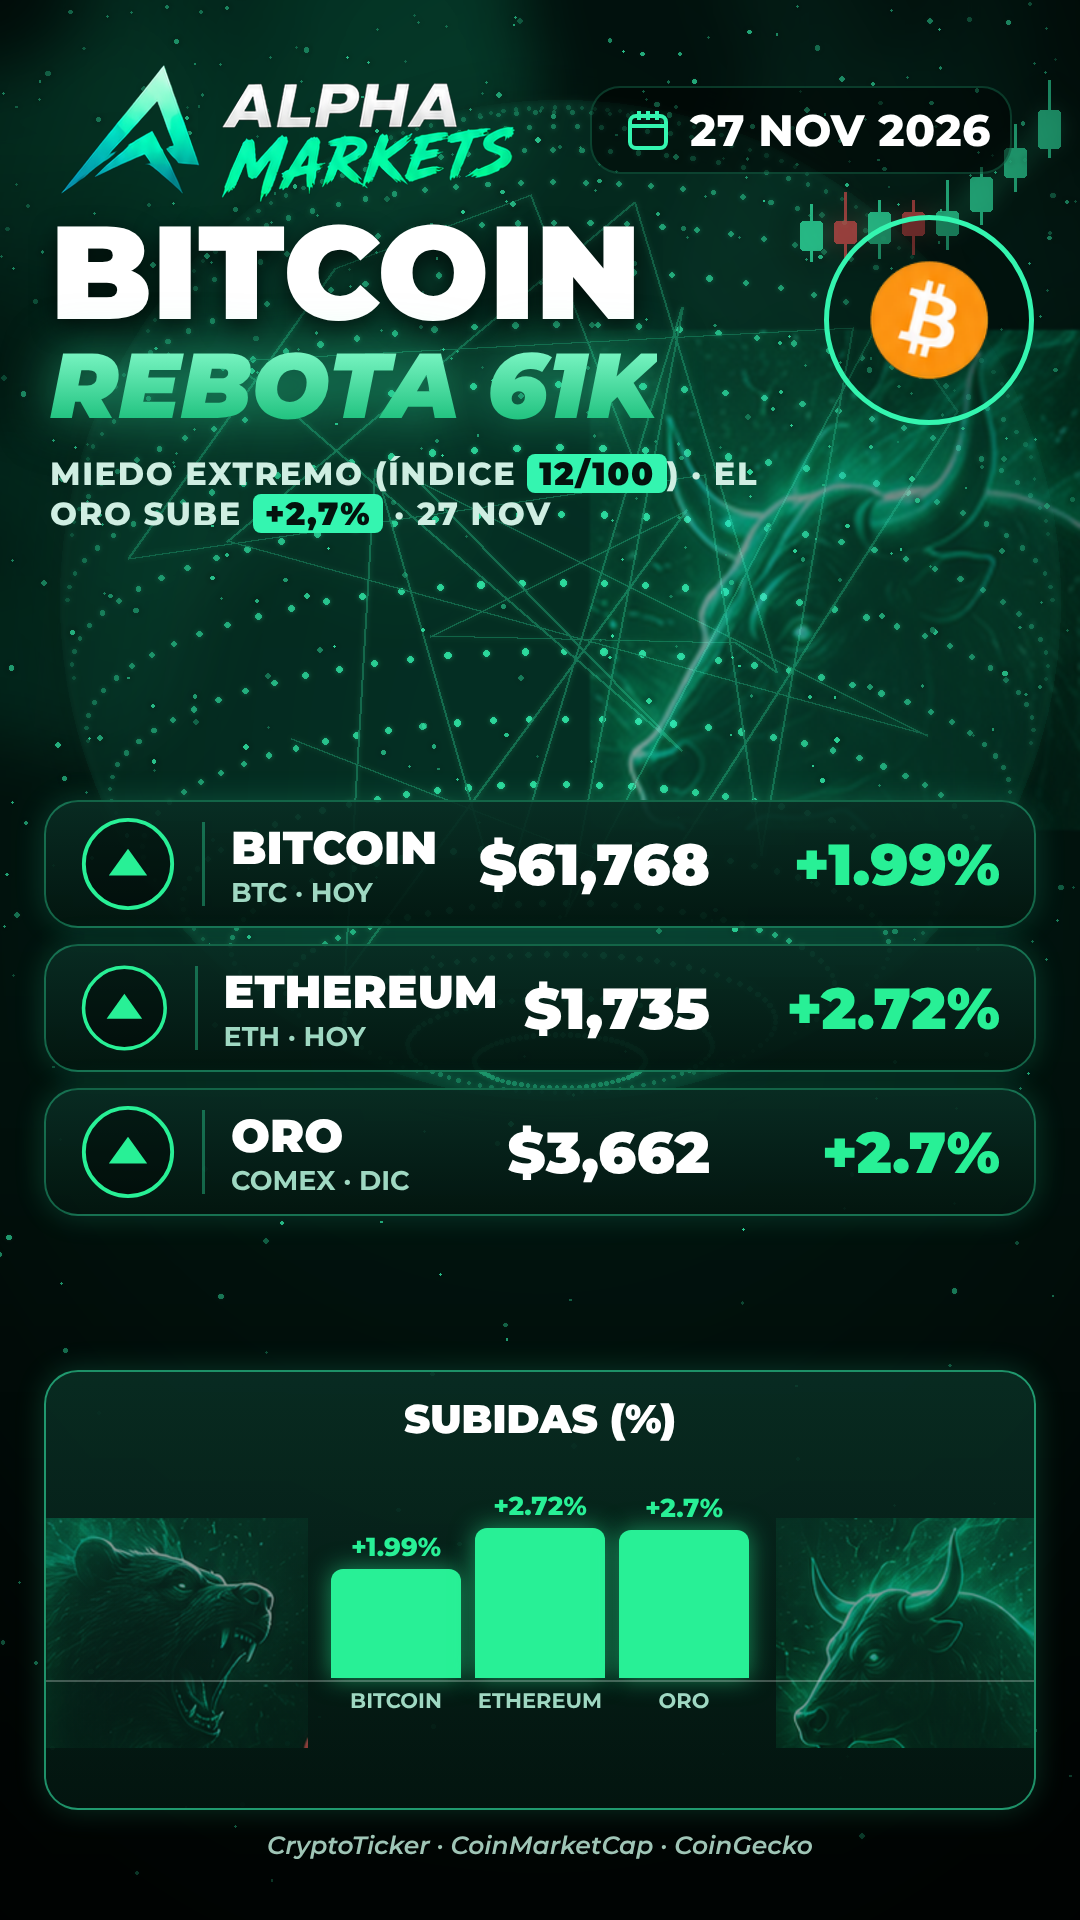 ALPHA
MARKETS
27 NOV 2026
BITCOIN
REBOTA 61K
MIEDO EXTREMO (ÍNDICE 12/100) · EL
ORO SUBE +2,7% · 27 NOV
BITCOIN
BTC · HOY
$61,768
+1.99%
ETHEREUM
ETH · HOY
$1,735
+2.72%
ORO
COMEX · DIC
$3,662
+2.7%
SUBIDAS (%)
+1.99%
+2.72%
+2.7%
BITCOIN
ETHEREUM
ORO
CryptoTicker · CoinMarketCap · CoinGecko